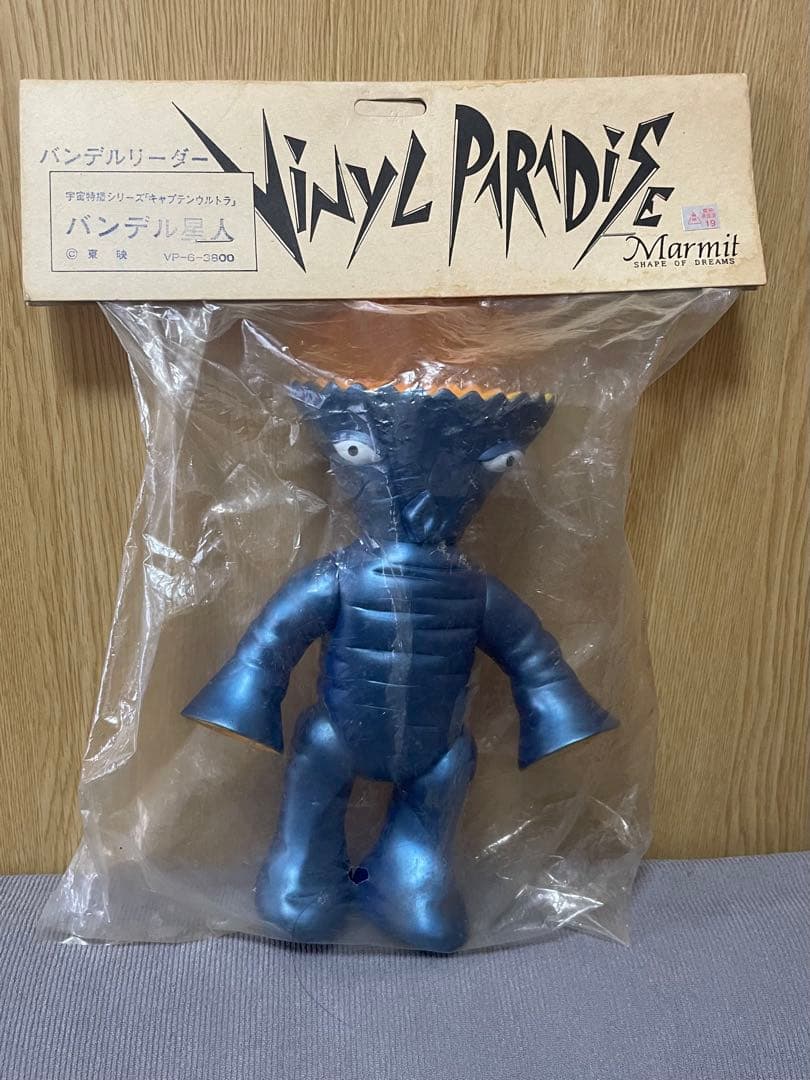 VINYL PARADISE
バンデルリーダー
宇宙特撮シリーズ「キャプテンウルトラ」
バンデル星人
© 東 映 VP-6-3800
19
Marmit
SHAPE OF DREAMS